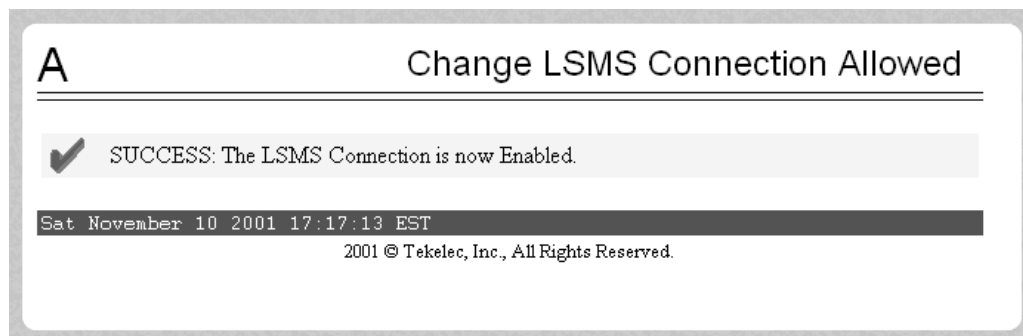 A Change LSMS Connection Allowed
SUCCESS: The LSMS Connection is now Enabled.
Sat November 10 2001 17:17:13 EST
2001 © Tekelec, Inc., All Rights Reserved.